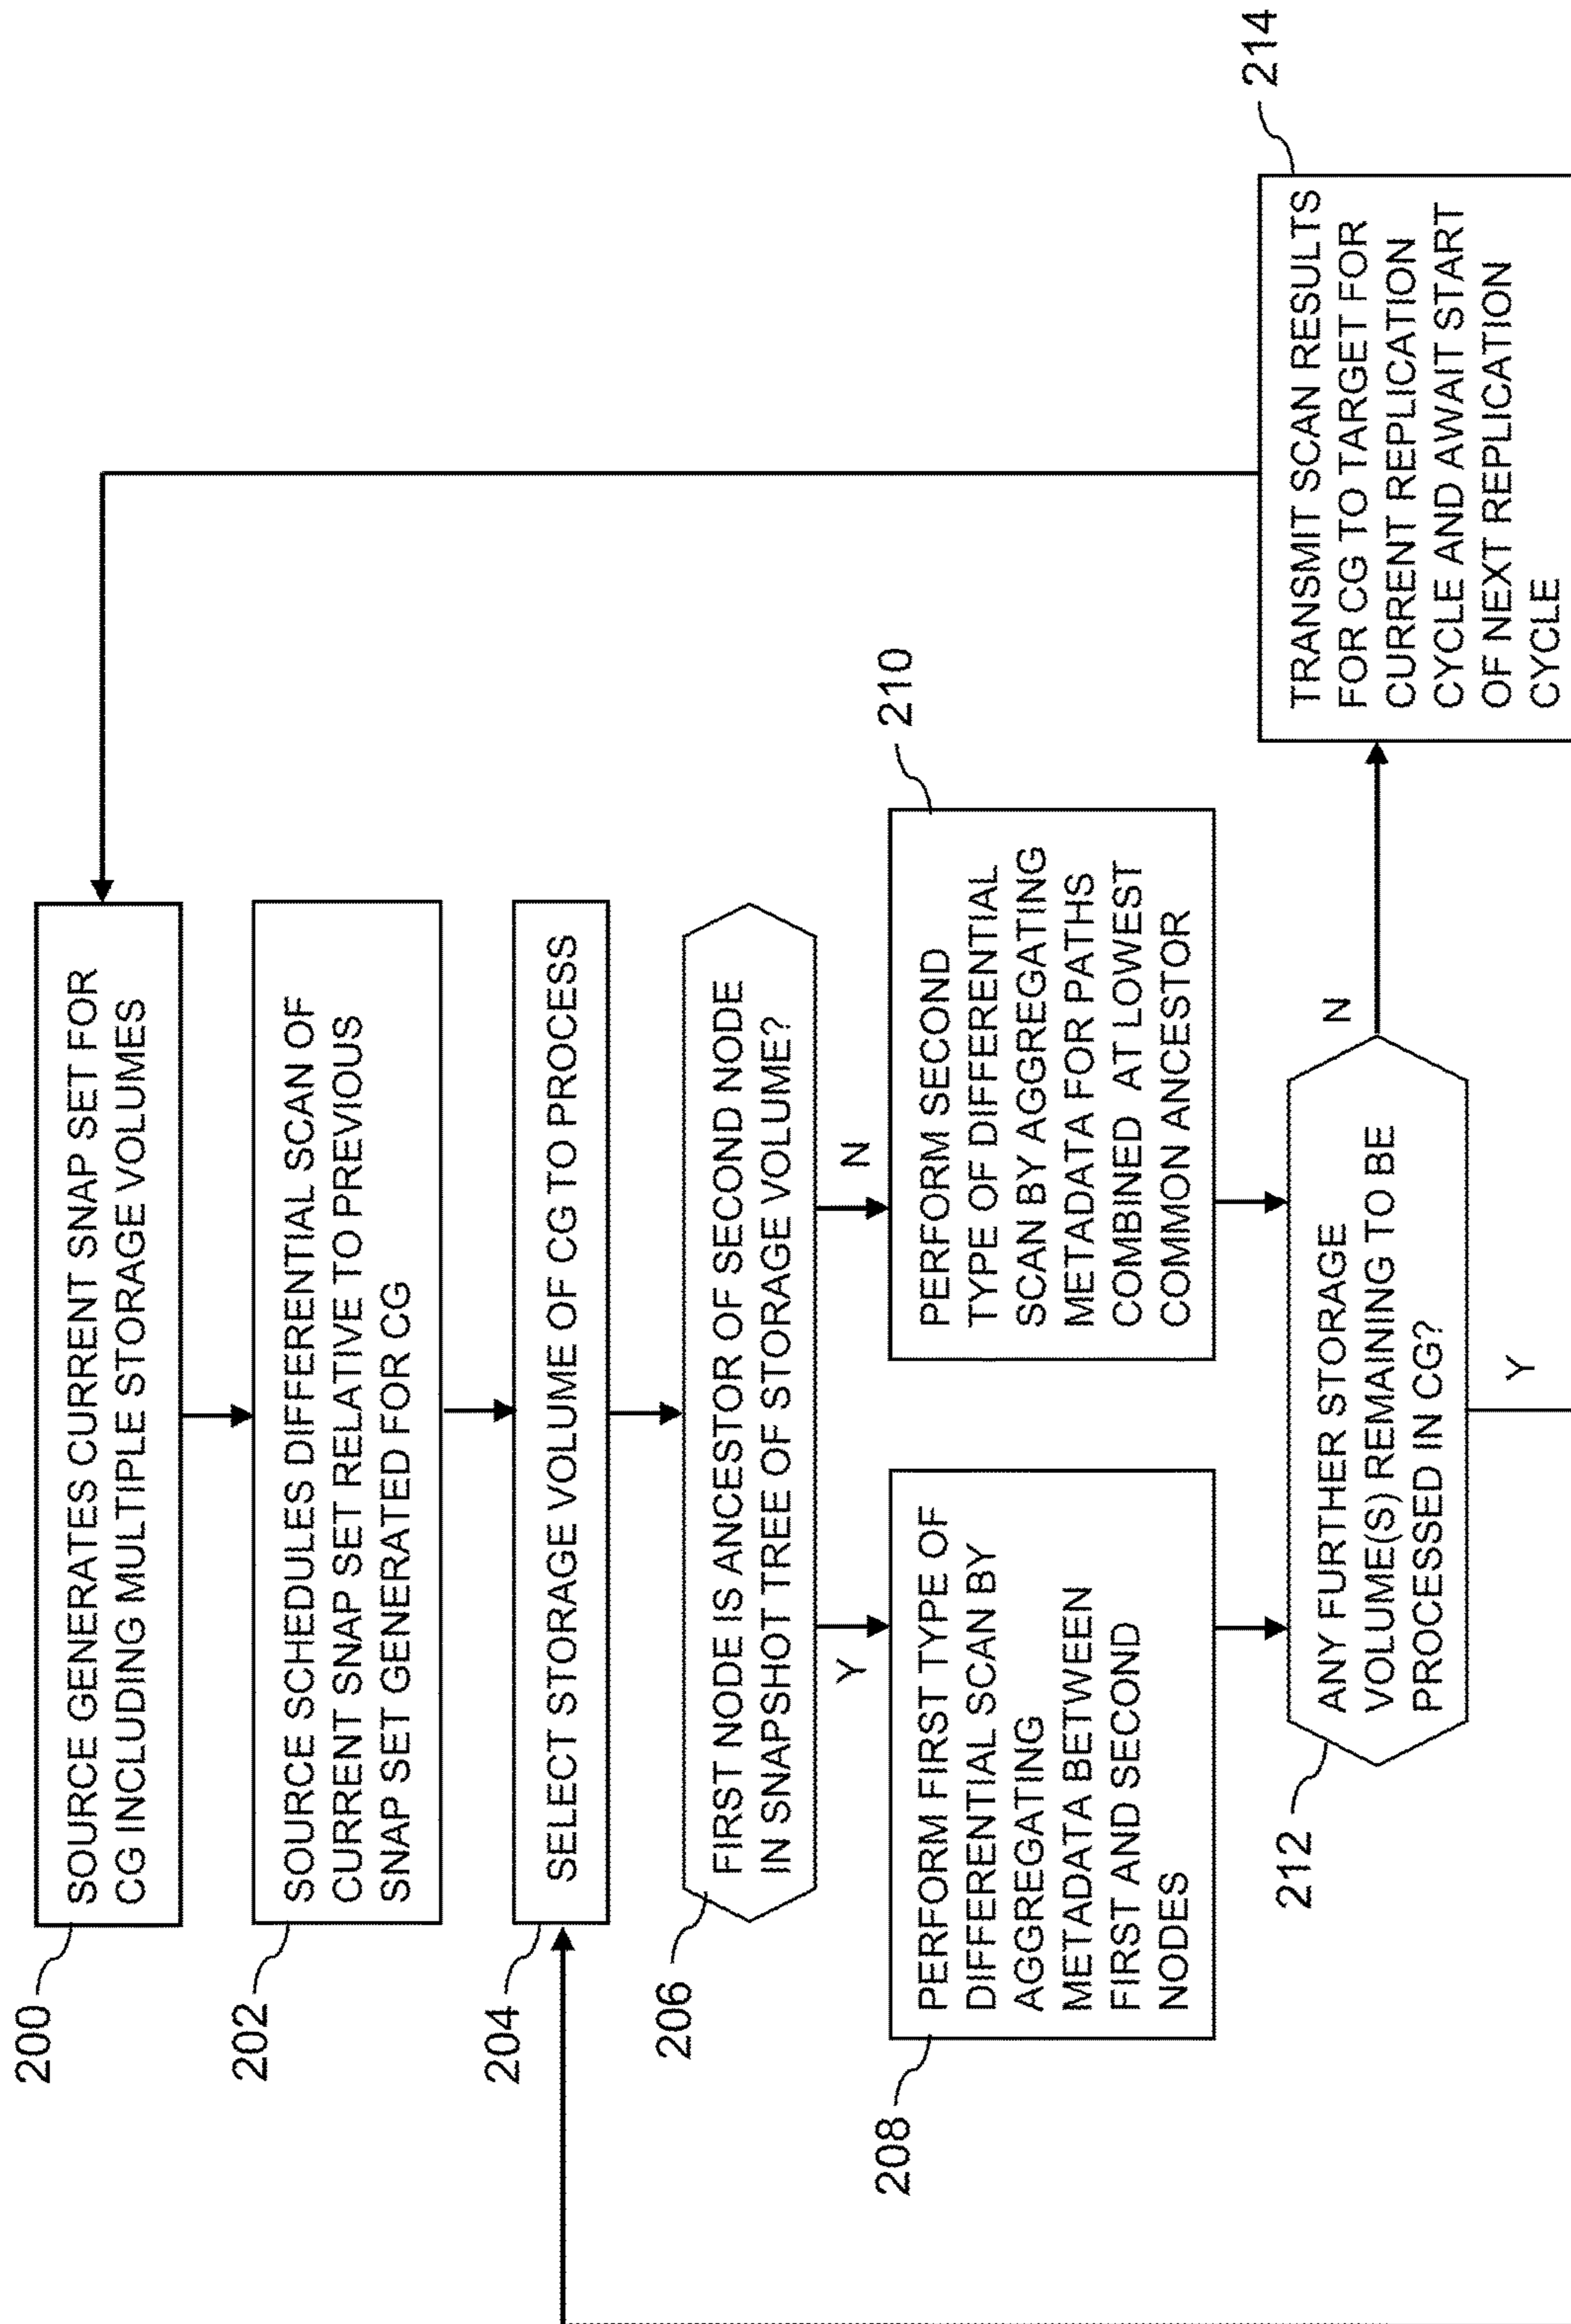 200
SOURCE GENERATES CURRENT SNAP SET FOR
CG INCLUDING MULTIPLE STORAGE VOLUMES
202
SOURCE SCHEDULES DIFFERENTIAL SCAN OF
CURRENT SNAP SET RELATIVE TO PREVIOUS
SNAP SET GENERATED FOR CG
204
SELECT STORAGE VOLUME OF CG TO PROCESS
206
FIRST NODE IS ANCESTOR OF SECOND NODE
IN SNAPSHOT TREE OF STORAGE VOLUME?
Y
N
208
PERFORM FIRST TYPE OF
DIFFERENTIAL SCAN BY
AGGREGATING
METADATA BETWEEN
FIRST AND SECOND
NODES
210
PERFORM SECOND
TYPE OF DIFFERENTIAL
SCAN BY AGGREGATING
METADATA FOR PATHS
COMBINED AT LOWEST
COMMON ANCESTOR
212
ANY FURTHER STORAGE
VOLUME(S) REMAINING TO BE
PROCESSED IN CG?
N
Y
214
TRANSMIT SCAN RESULTS
FOR CG TO TARGET FOR
CURRENT REPLICATION
CYCLE AND AWAIT START
OF NEXT REPLICATION
CYCLE